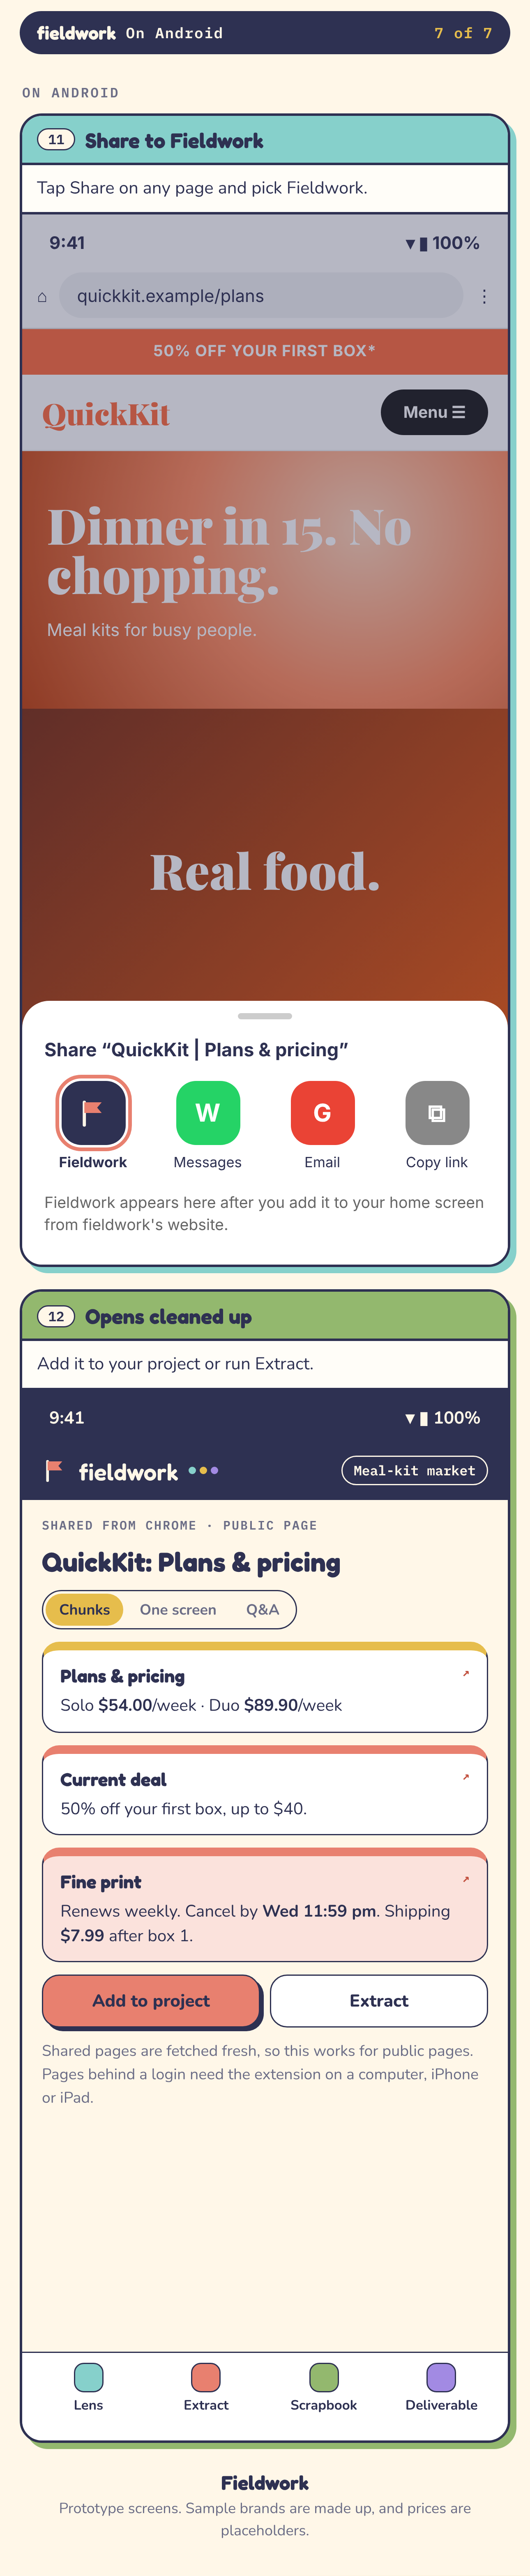 fieldwork On Android
7 of 7
ON ANDROID
11 Share to Fieldwork
Tap Share on any page and pick Fieldwork.
9:41
100%
quickkit.example/plans
50% OFF YOUR FIRST BOX*
QuickKit
Menu ☰
Dinner in 15. No
chopping.
Meal kits for busy people.
Real food.
Share “QuickKit | Plans & pricing”
W
G
Fieldwork
Messages
Email
Copy link
Fieldwork appears here after you add it to your home screen
from fieldwork's website.
12 Opens cleaned up
Add it to your project or run Extract.
9:41
100%
fieldwork
Meal-kit market
SHARED FROM CHROME · PUBLIC PAGE
QuickKit: Plans & pricing
Chunks
One screen
Q&A
Plans & pricing ↗
Solo $54.00/week · Duo $89.90/week
Current deal ↗
50% off your first box, up to $40.
Fine print ↗
Renews weekly. Cancel by Wed 11:59 pm. Shipping
$7.99 after box 1.
Add to project
Extract
Shared pages are fetched fresh, so this works for public pages.
Pages behind a login need the extension on a computer, iPhone
or iPad.
Lens
Extract
Scrapbook
Deliverable
Fieldwork
Prototype screens. Sample brands are made up, and prices are
placeholders.